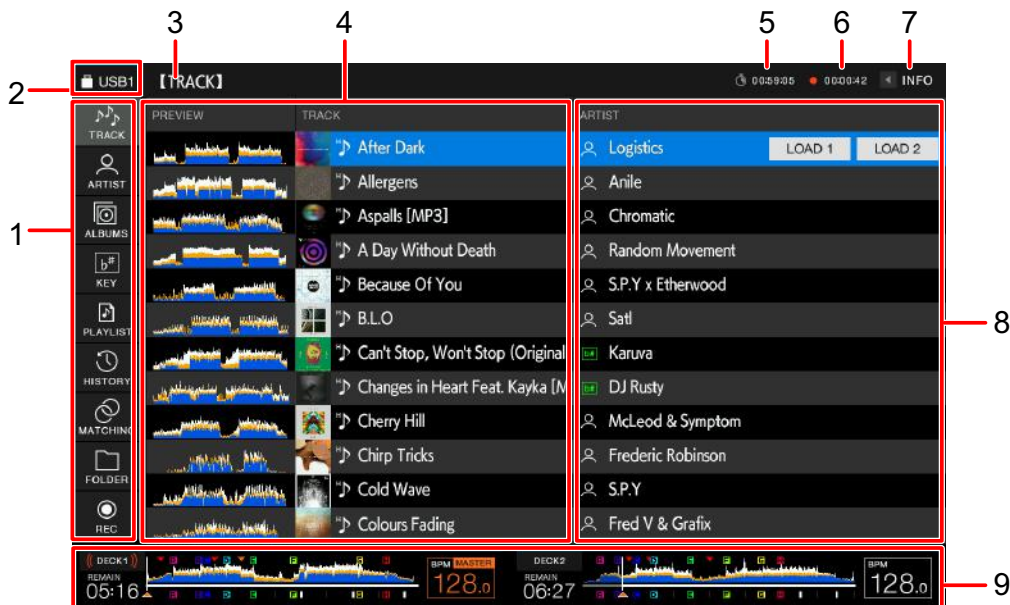 3 4 5 6 7
2 USB1 【TRACK】 00:59:05 00:00:42 INFO
PREVIEW TRACK ARTIST
TRACK
After Dark Logistics LOAD 1 LOAD 2
ARTIST
Allergens Anile
ALBUMS
1
Aspalls [MP3] Chromatic
A Day Without Death Random Movement
KEY
Because Of You S.P.Y x Etherwood
PLAYLIST
B.L.O Satl
8
HISTORY
Can't Stop, Won't Stop (Original Karuva
Changes in Heart Feat. Kayka [M DJ Rusty
MATCHING
Cherry Hill McLeod & Symptom
FOLDER
Chirp Tricks Frederic Robinson
Cold Wave S.P.Y
REC
Colours Fading Fred V & Grafix
DECK1 BPM MASTER DECK2 BPM
REMAIN REMAIN
05:16 128.0 06:27 128.0
9